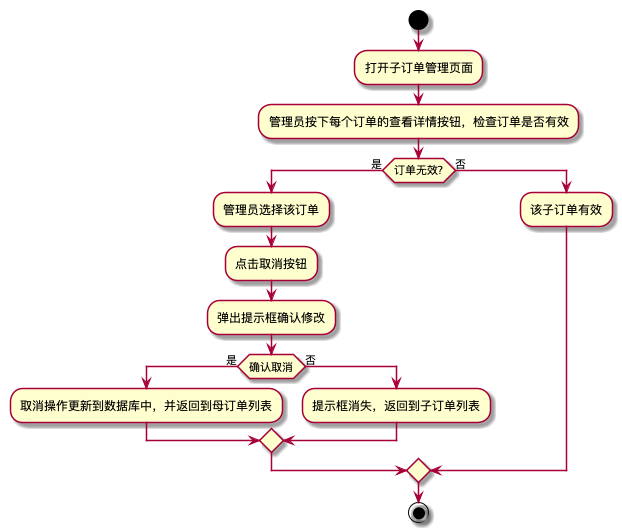 打开子订单管理页面
管理员按下每个订单的查看详情按钮，检查订单是否有效
是
订单无效?
否
管理员选择该订单
该子订单有效
点击取消按钮
弹出提示框确认修改
是
确认取消
否
取消操作更新到数据库中，并返回到母订单列表
提示框消失，返回到子订单列表